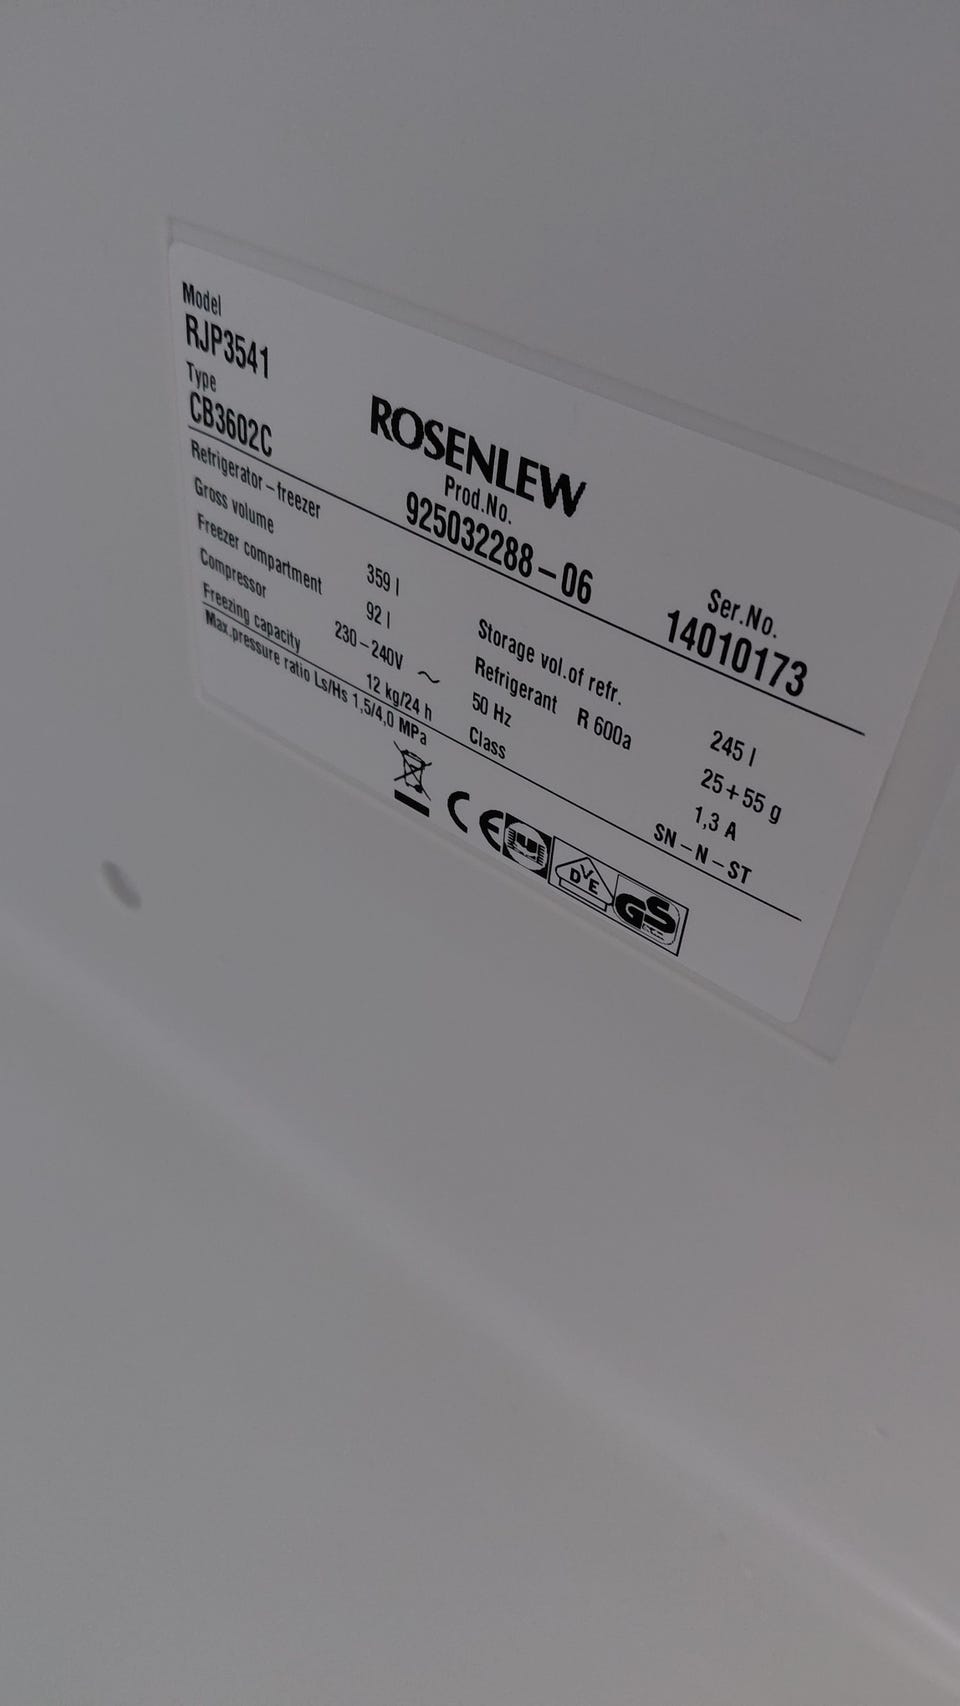 Model
RJP3541
Type
CB3602C
ROSENLEW
Prod.No.
925032288-06
Ser.No.
14010173
Refrigerator-freezer
Gross volume 359 l Storage vol.of refr. 245 l
Freezer compartment 92 l Refrigerant R 600a 25+55 g
Compressor 230-240V ~ 50 Hz 1,3 A
Freezing capacity 12 kg/24 h Class SN-N-ST
Max.pressure ratio Ls/Hs 1,5/4,0 MPa
CE DVE GS